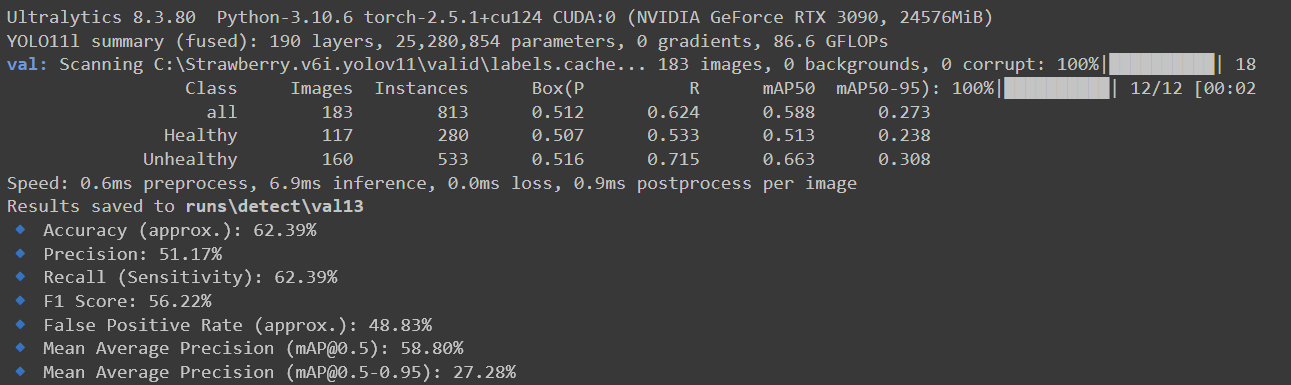 Ultralytics 8.3.80 Python-3.10.6 torch-2.5.1+cu124 CUDA:0 (NVIDIA GeForce RTX 3090, 24576MiB)
YOLO11l summary (fused): 190 layers, 25,280,854 parameters, 0 gradients, 86.6 GFLOPs
val: Scanning C:\Strawberry.v6i.yolov11\valid\labels.cache... 183 images, 0 backgrounds, 0 corrupt: 100%|██████████| 18
Class Images Instances Box(P R mAP50 mAP50-95): 100%|██████████| 12/12 [00:02
all 183 813 0.512 0.624 0.588 0.273
Healthy 117 280 0.507 0.533 0.513 0.238
Unhealthy 160 533 0.516 0.715 0.663 0.308
Speed: 0.6ms preprocess, 6.9ms inference, 0.0ms loss, 0.9ms postprocess per image
Results saved to runs\detect\val13
🔹 Accuracy (approx.): 62.39%
🔹 Precision: 51.17%
🔹 Recall (Sensitivity): 62.39%
🔹 F1 Score: 56.22%
🔹 False Positive Rate (approx.): 48.83%
🔹 Mean Average Precision (mAP@0.5): 58.80%
🔹 Mean Average Precision (mAP@0.5-0.95): 27.28%